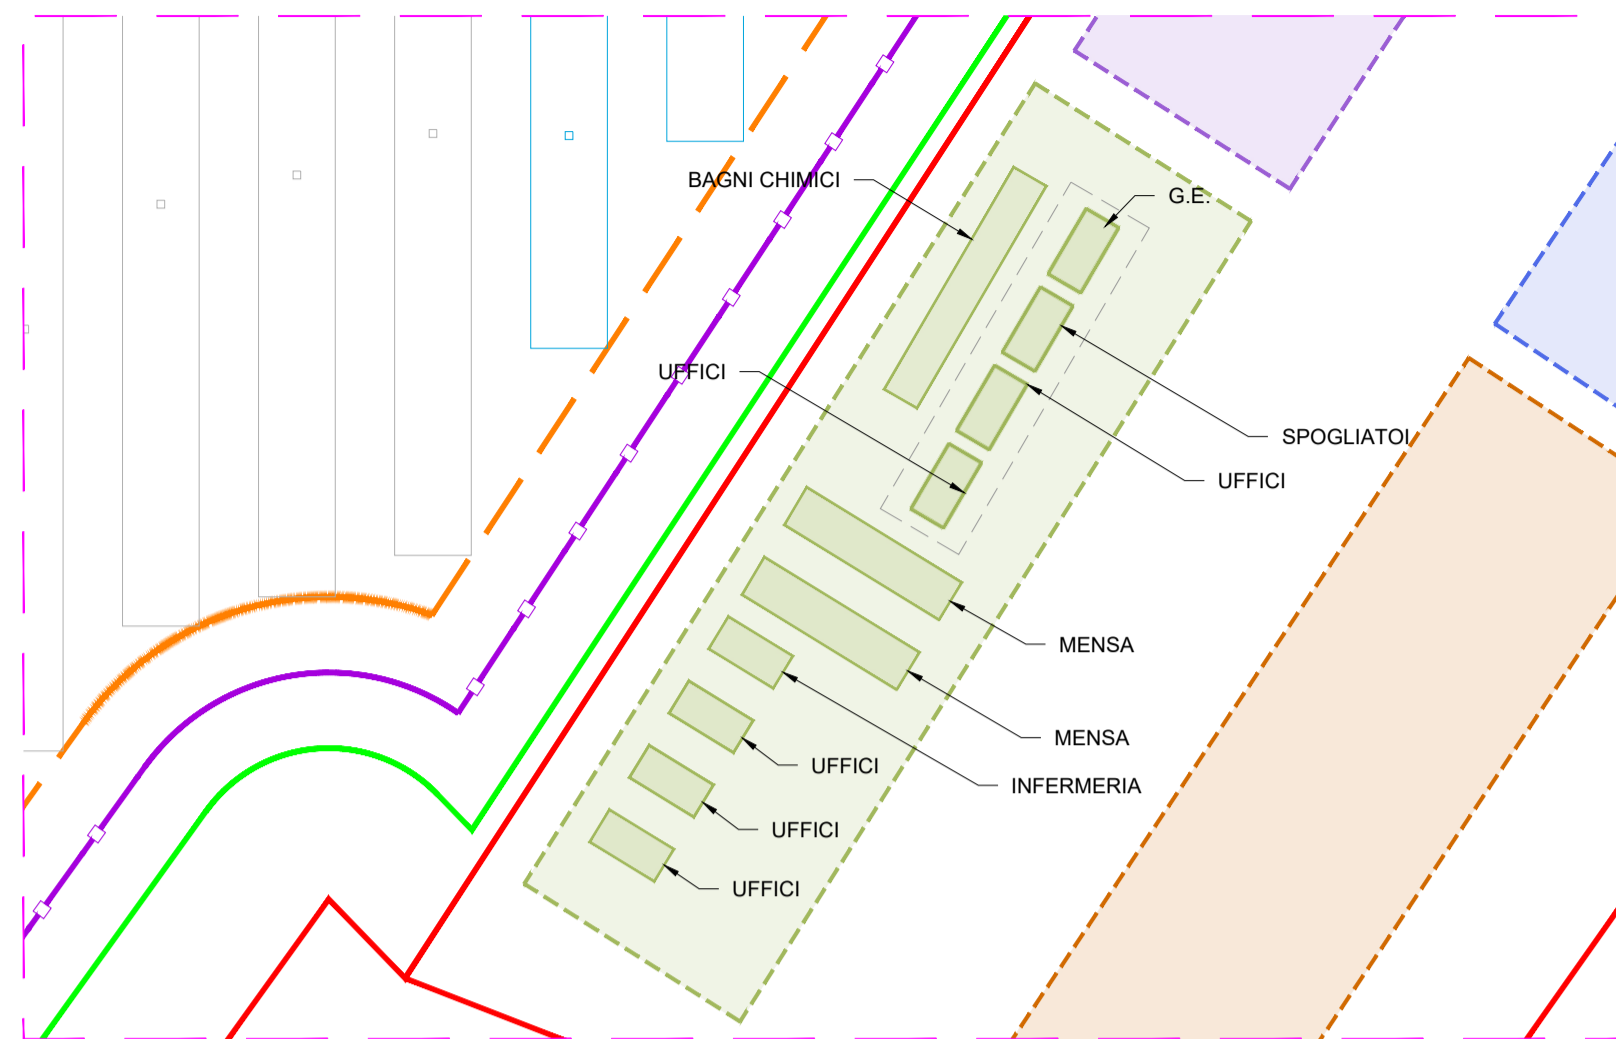 BAGNI CHIMICI
G.E.
UFFICI
SPOGLIATOI
UFFICI
MENSA
MENSA
UFFICI
INFERMERIA
UFFICI
UFFICI